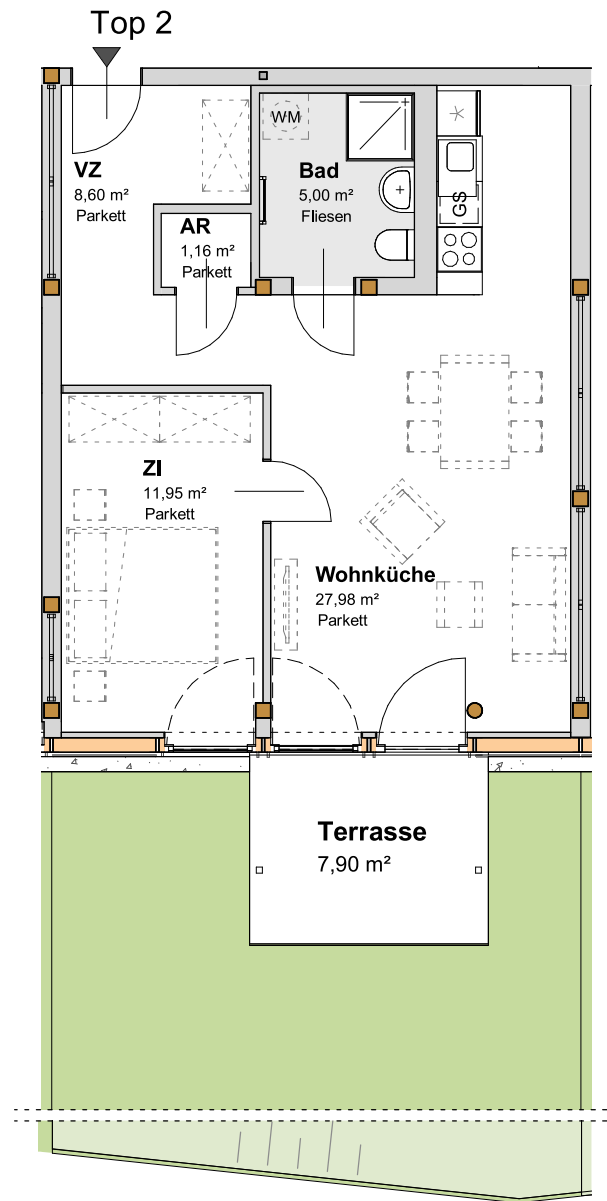 Top 2
VZ
8,60 m²
Parkett
AR
1,16 m²
Parkett
WM
Bad
5,00 m²
Fliesen
GS
ZI
11,95 m²
Parkett
Wohnküche
27,98 m²
Parkett
Terrasse
7,90 m²